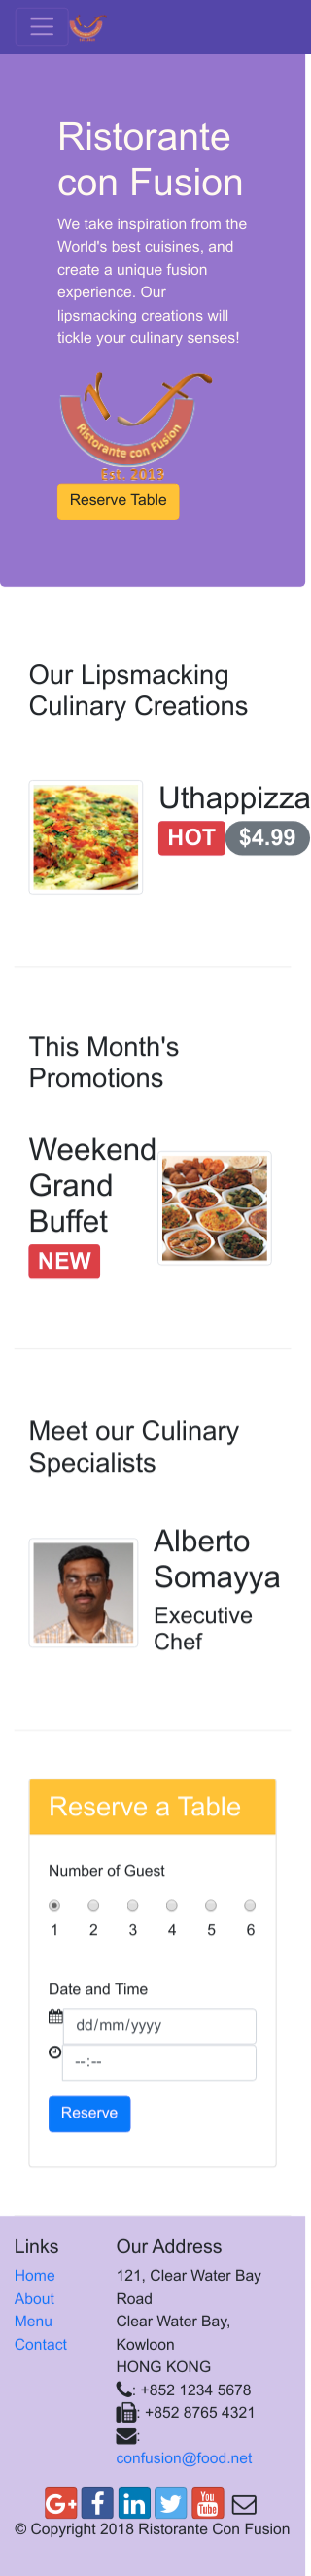 Ristorante
con Fusion
We take inspiration from the
World's best cuisines, and
create a unique fusion
experience. Our
lipsmacking creations will
tickle your culinary senses!
Ristorante con Fusion
Est. 2013
Reserve Table
Our Lipsmacking
Culinary Creations
Uthappizza
HOT $4.99
This Month's
Promotions
Weekend
Grand
Buffet
NEW
Meet our Culinary
Specialists
Alberto
Somayya
Executive
Chef
Reserve a Table
Number of Guest
1 2 3 4 5 6
Date and Time
dd/mm/yyyy
--:--
Reserve
Links
Home
About
Menu
Contact
Our Address
121, Clear Water Bay
Road
Clear Water Bay,
Kowloon
HONG KONG
: +852 1234 5678
: +852 8765 4321
:
confusion@food.net
G+ f in You Tube
© Copyright 2018 Ristorante Con Fusion